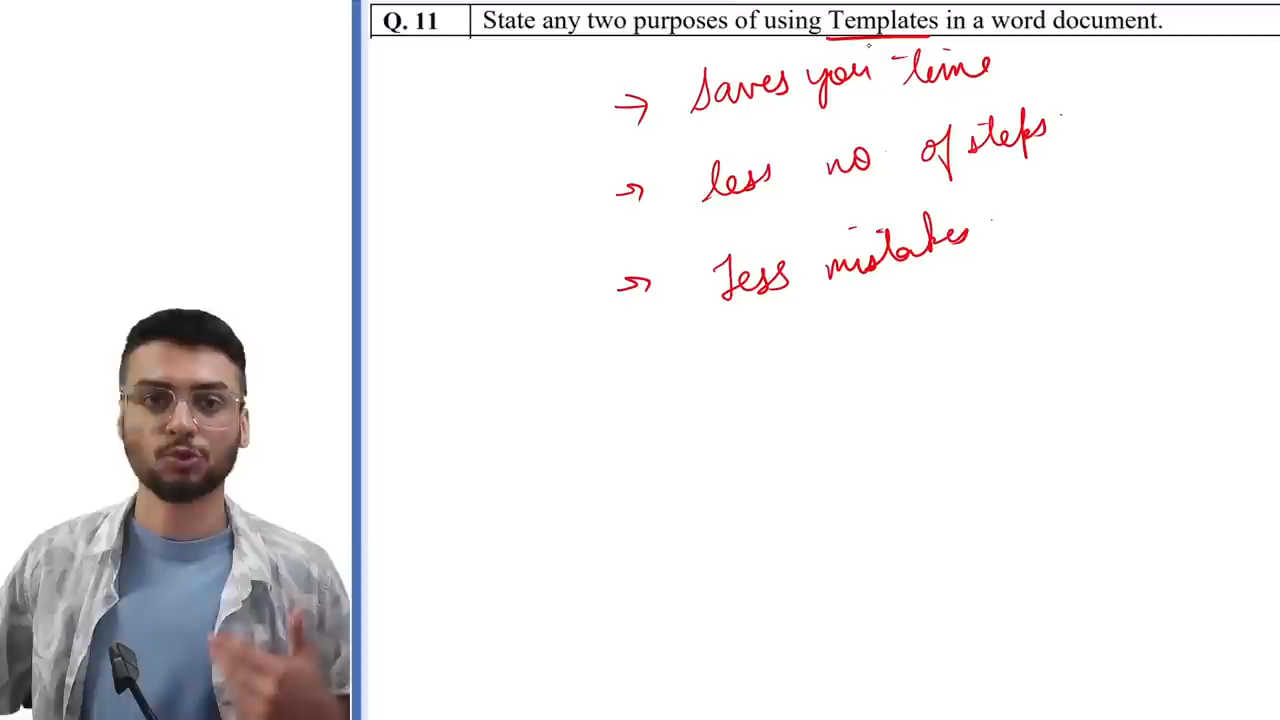 Q. 11 State any two purposes of using Templates in a word document.
→ Saves your time
→ less no of steps
→ Less mistakes